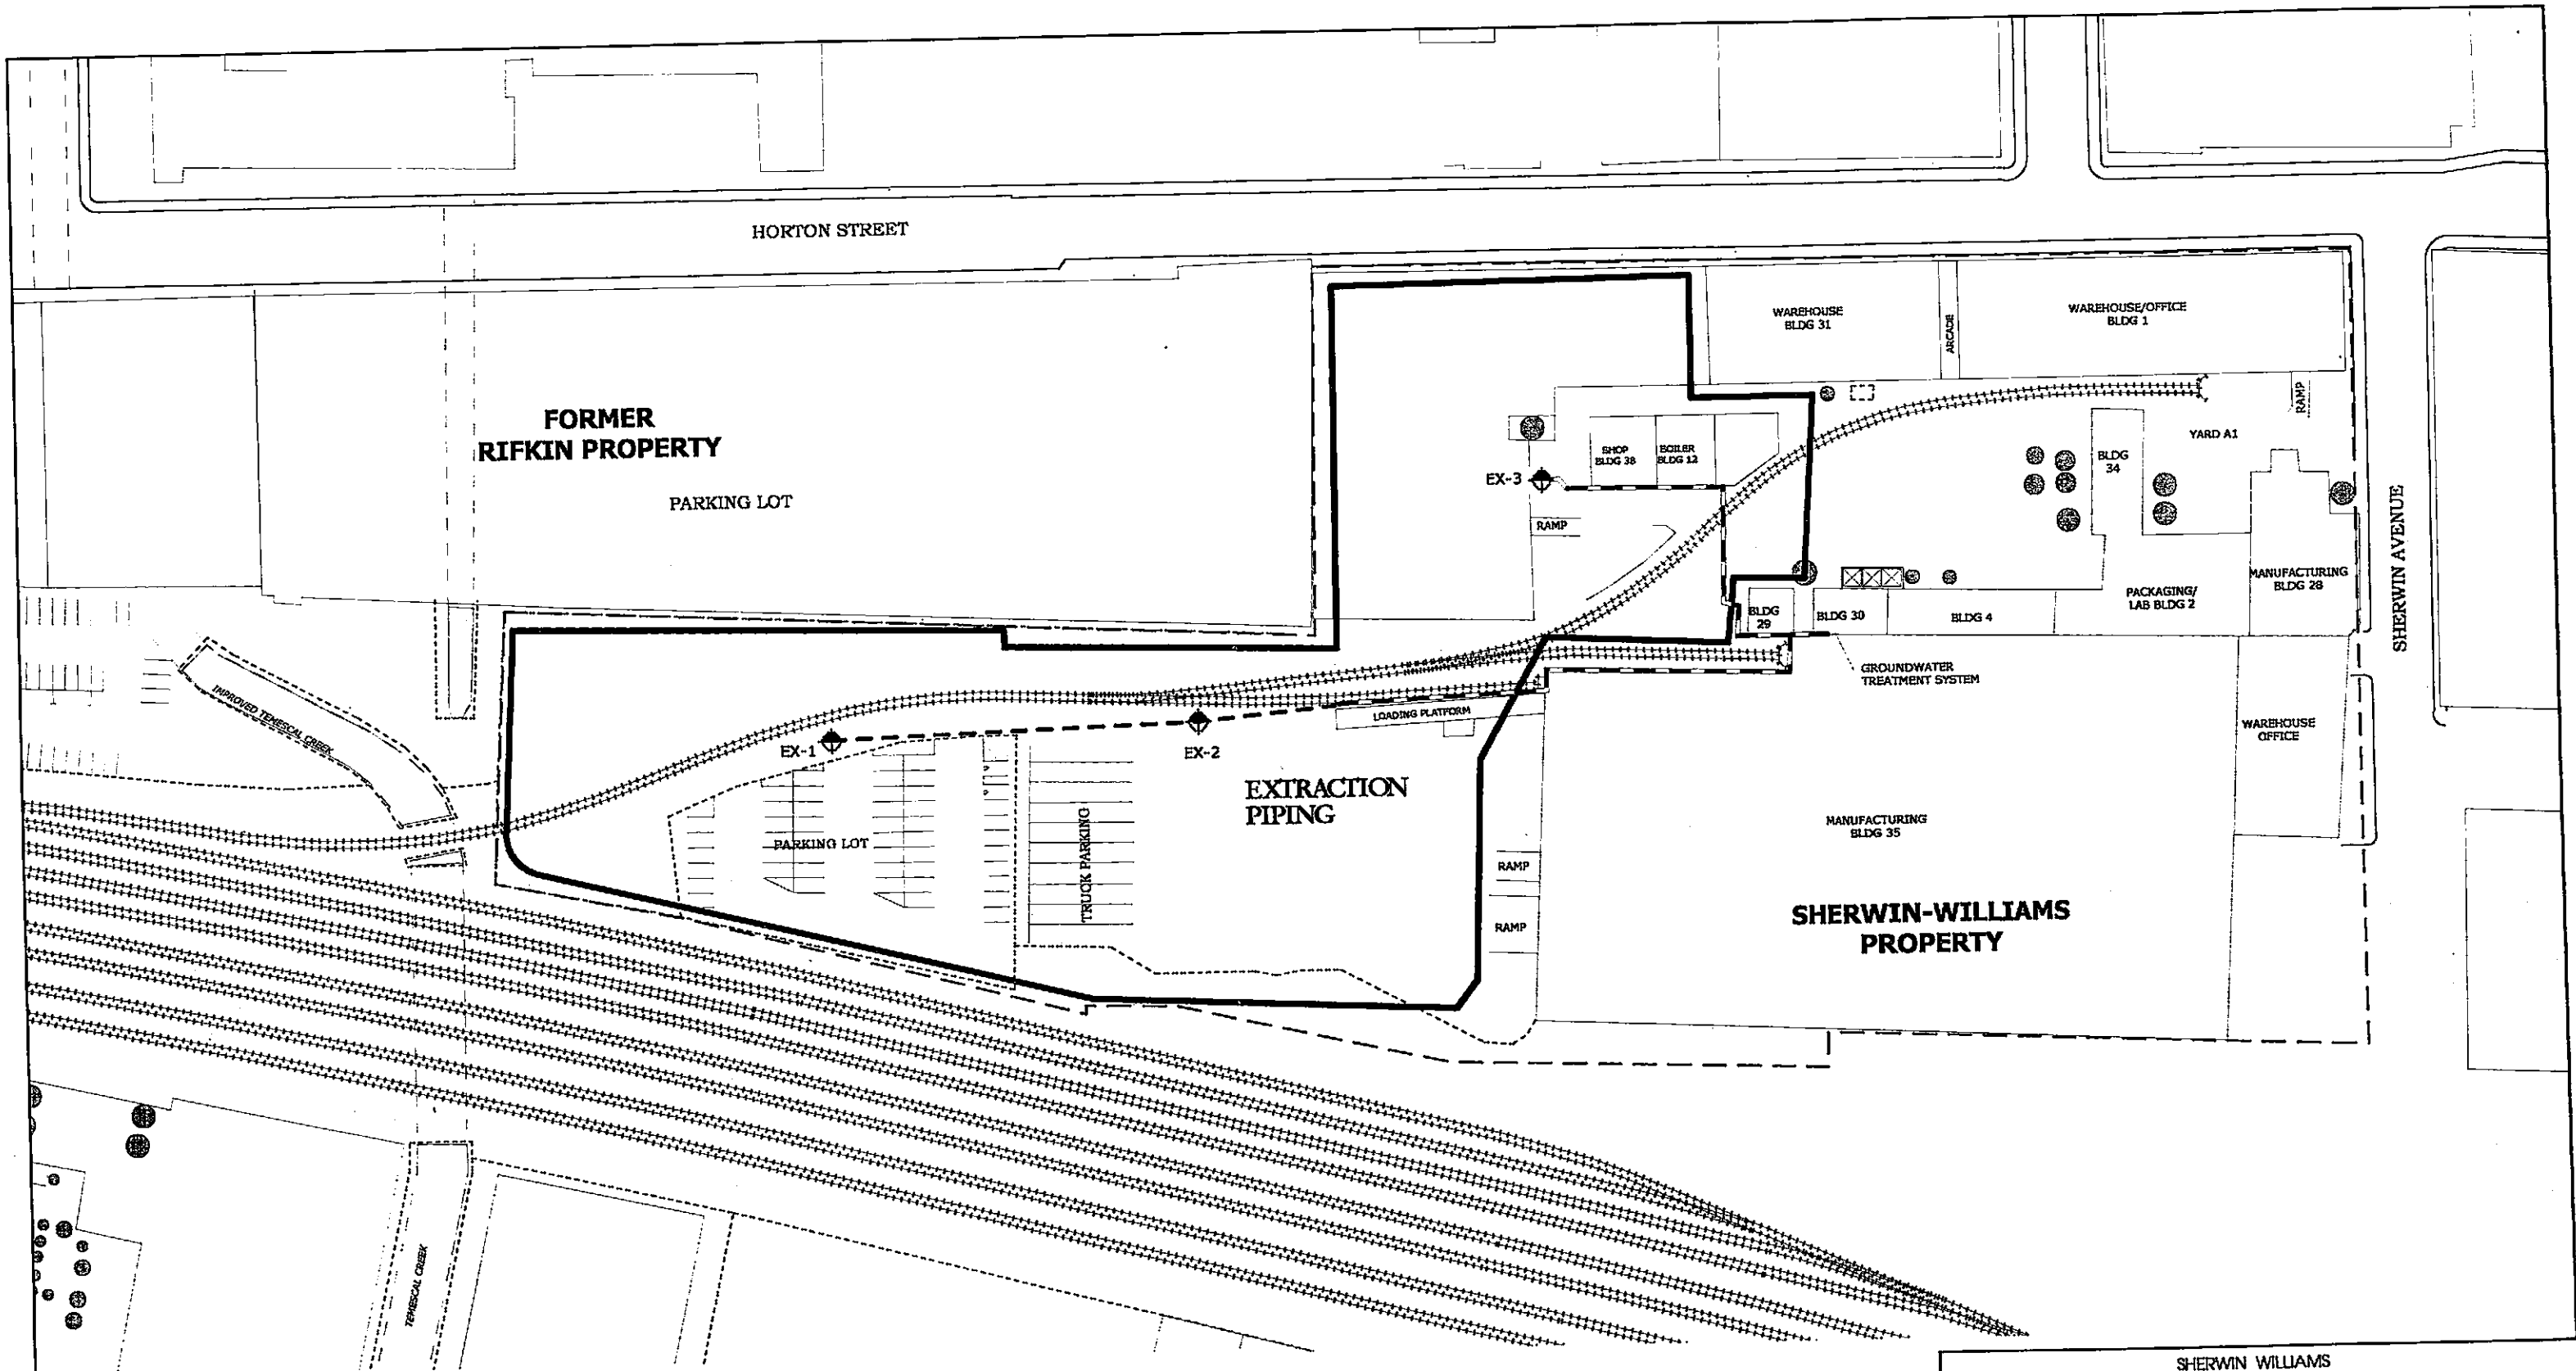 HORTON STREET
WAREHOUSE
BLDG 31
ARCADE
WAREHOUSE/OFFICE
BLDG 1
FORMER
RIFKIN PROPERTY
PARKING LOT
EX-3
SHOP
BLDG 38
BOILER
BLDG 12
RAMP
BLDG
34
YARD A1
RAMP
SHERWIN AVENUE
MANUFACTURING
BLDG 28
PACKAGING/
LAB BLDG 2
BLDG
29
BLDG 30
BLDG 4
GROUNDWATER
TREATMENT SYSTEM
IMPROVED TEMESCAL CREEK
EX-1
EX-2
LOADING PLATFORM
WAREHOUSE
OFFICE
EXTRACTION
PIPING
PARKING LOT
TRUCK PARKING
MANUFACTURING
BLDG 35
RAMP
RAMP
SHERWIN-WILLIAMS
PROPERTY
TEMESCAL CREEK
SHERWIN WILLIAMS